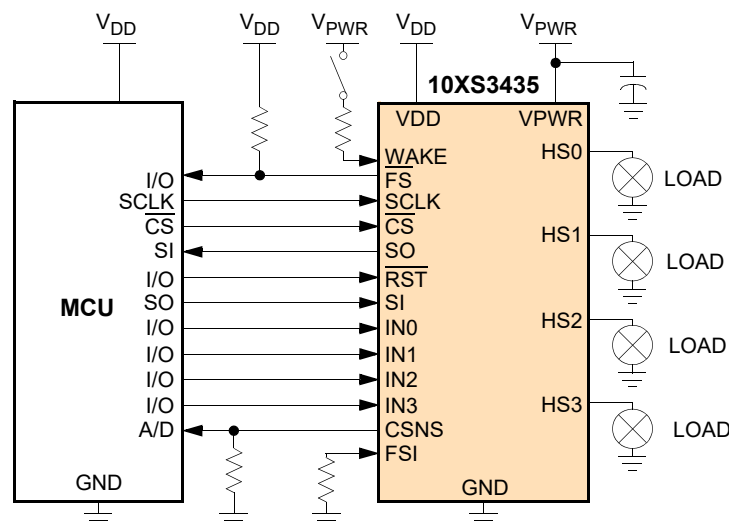 VDD VDD VPWR VDD VPWR
10XS3435
VDD VPWR
HS0
WAKE
I/O FS LOAD
SCLK SCLK
CS CS HS1
SI SO LOAD
I/O RST
MCU SO SI HS2
I/O IN0
I/O IN1 LOAD
I/O IN2
I/O IN3 HS3
A/D CSNS LOAD
FSI
GND GND